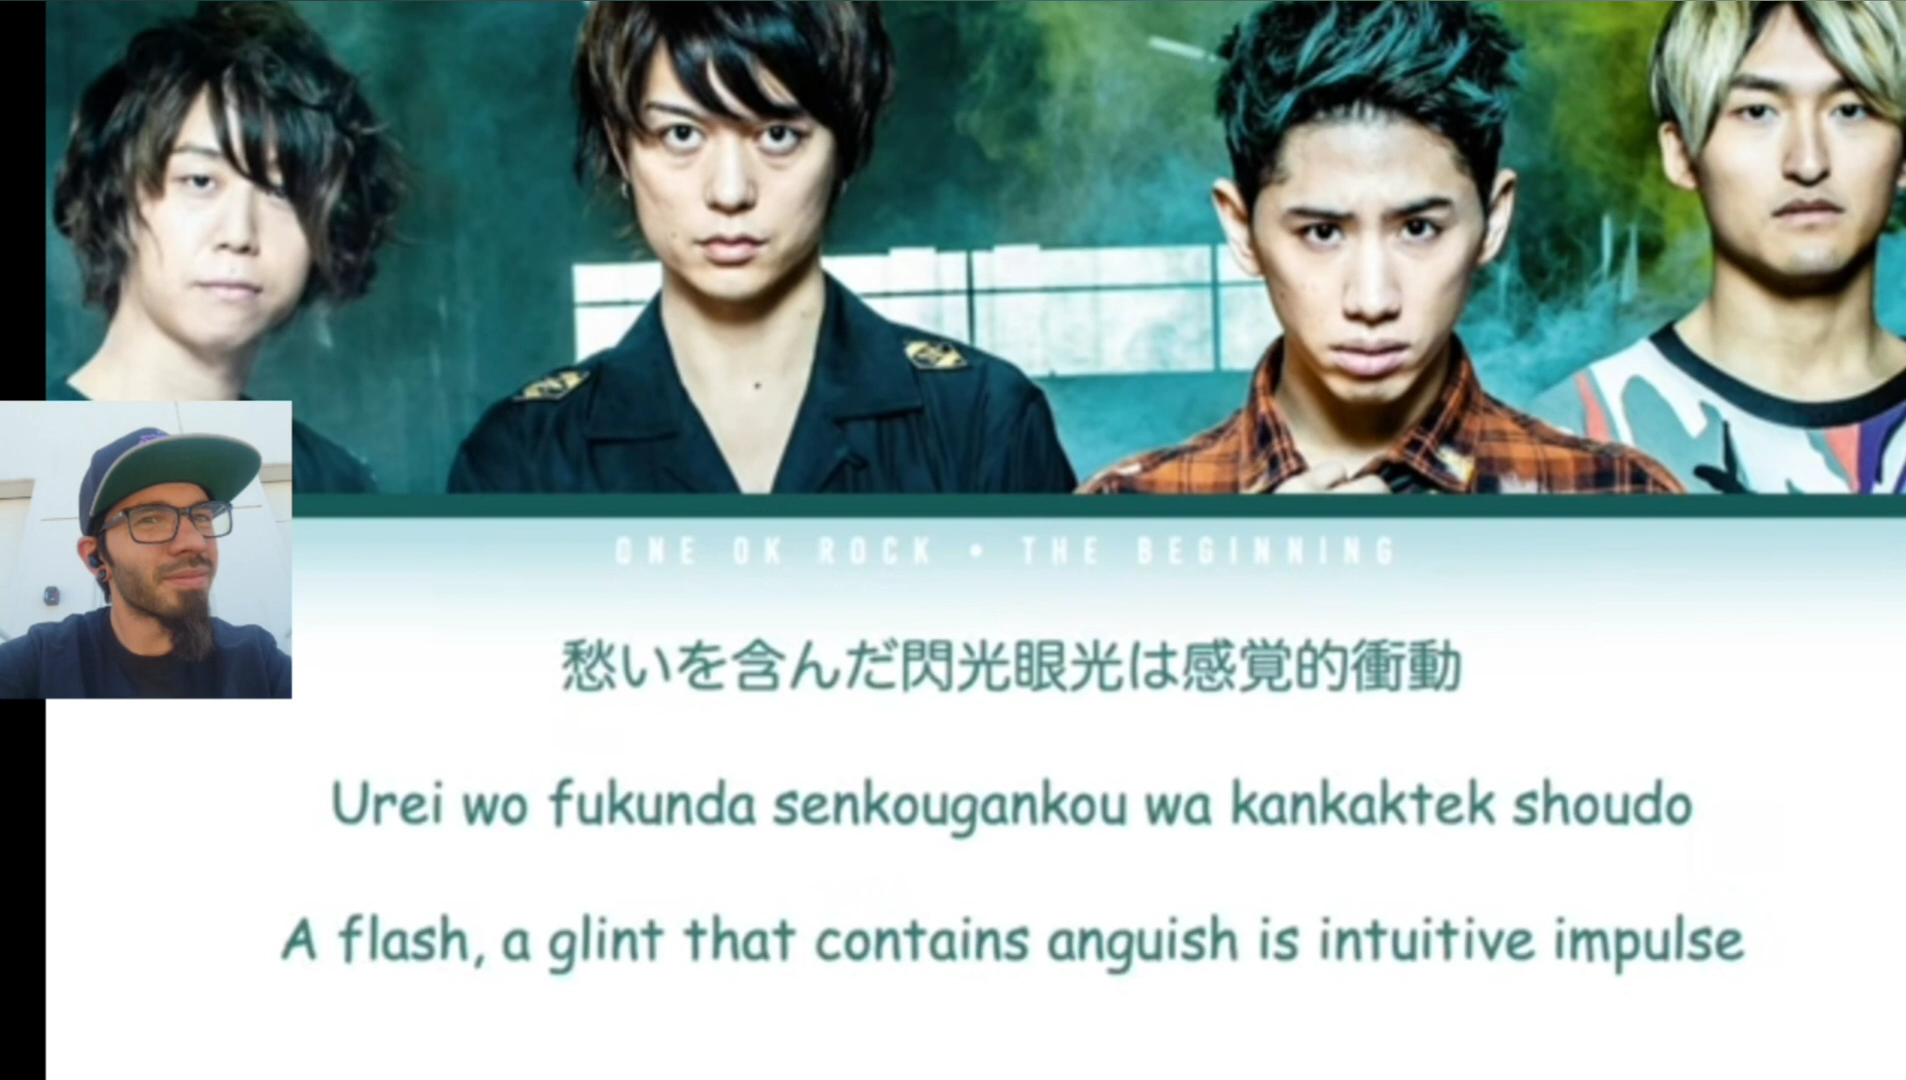 ONE OK ROCK • THE BEGINNING
愁いを含んだ閃光眼光は感覚的衝動
Urei wo fukunda senkougankou wa kankaktek shoudo
A flash, a glint that contains anguish is intuitive impulse